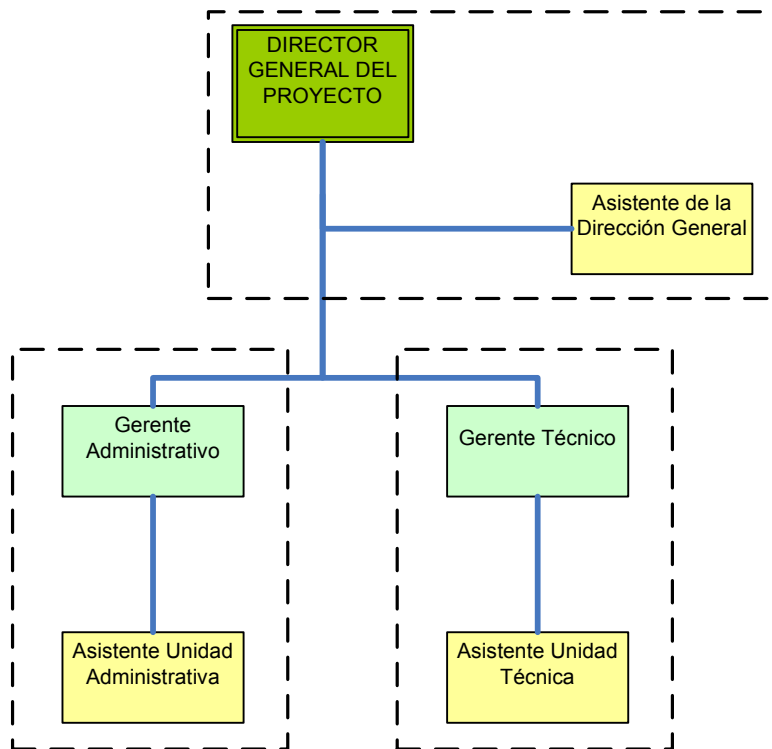 DIRECTOR
GENERAL DEL
PROYECTO
Asistente de la
Dirección General
Gerente
Administrativo
Gerente Técnico
Asistente Unidad
Administrativa
Asistente Unidad
Técnica